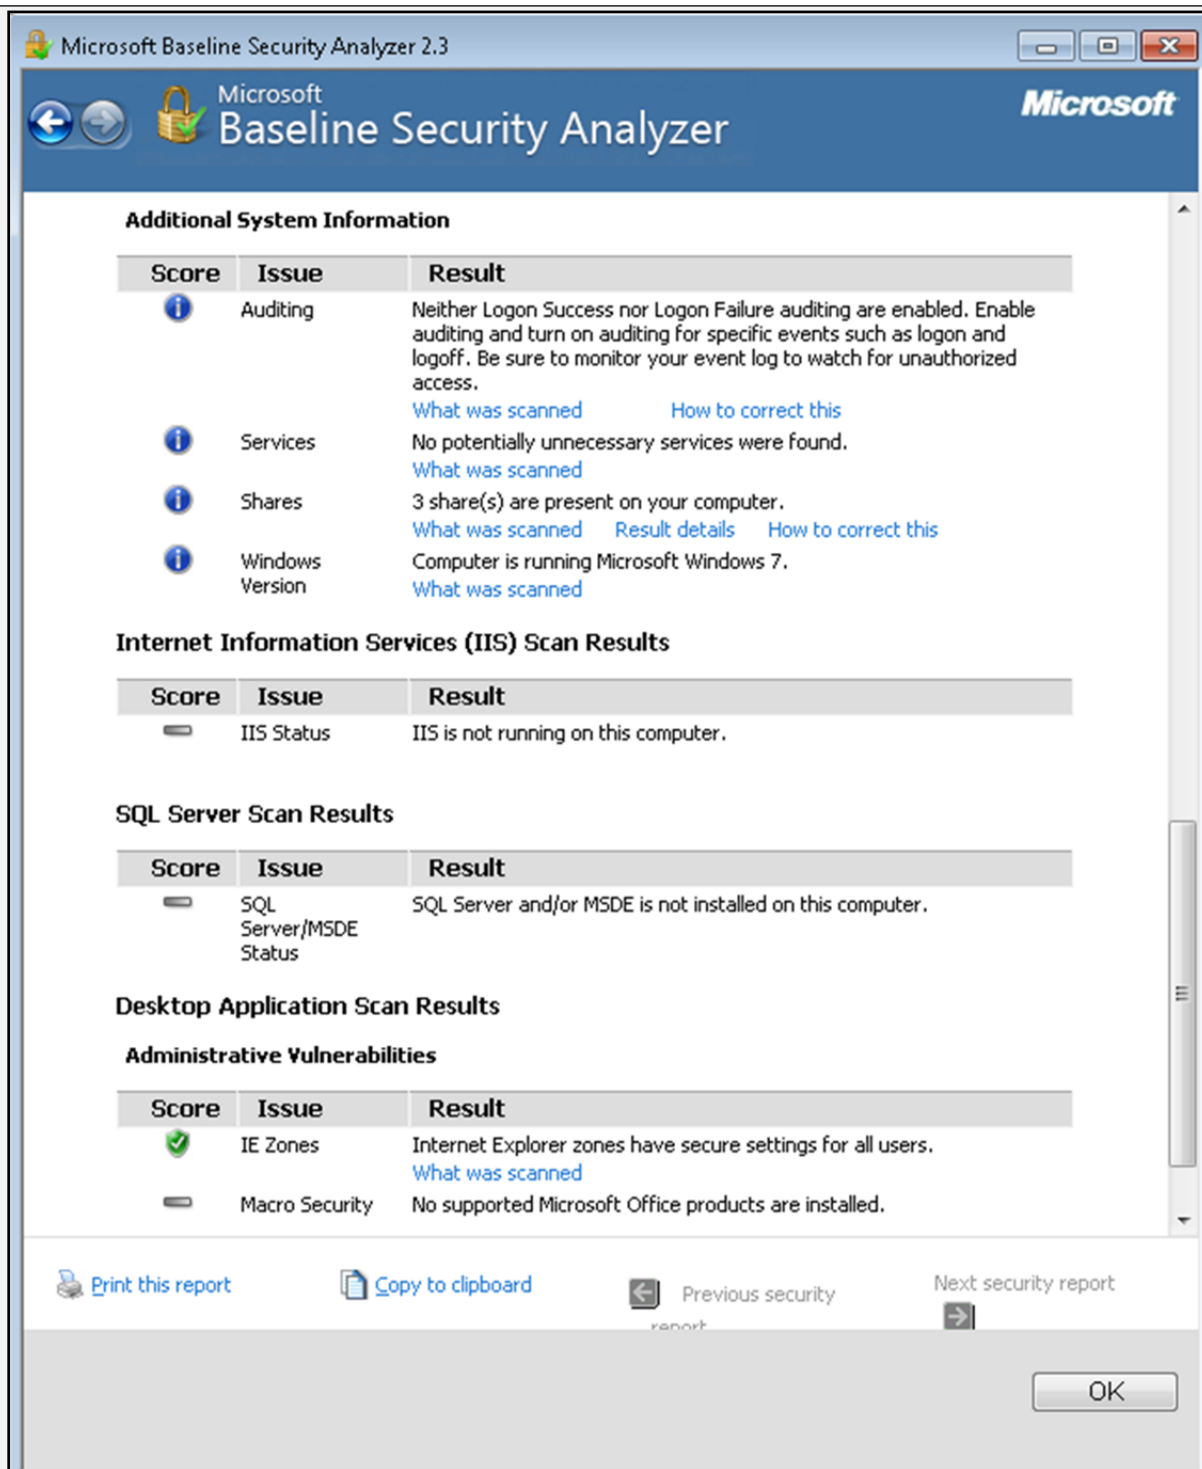 Microsoft Baseline Security Analyzer 2.3
Microsoft
Baseline Security Analyzer
Microsoft
Additional System Information
Score Issue Result
Auditing Neither Logon Success nor Logon Failure auditing are enabled. Enable
auditing and turn on auditing for specific events such as logon and
logoff. Be sure to monitor your event log to watch for unauthorized
access.
What was scanned How to correct this
Services No potentially unnecessary services were found.
What was scanned
Shares 3 share(s) are present on your computer.
What was scanned Result details How to correct this
Windows Computer is running Microsoft Windows 7.
Version What was scanned
Internet Information Services (IIS) Scan Results
Score Issue Result
IIS Status IIS is not running on this computer.
SQL Server Scan Results
Score Issue Result
SQL SQL Server and/or MSDE is not installed on this computer.
Server/MSDE
Status
Desktop Application Scan Results
Administrative Vulnerabilities
Score Issue Result
IE Zones Internet Explorer zones have secure settings for all users.
What was scanned
Macro Security No supported Microsoft Office products are installed.
Print this report Copy to clipboard Previous security Next security report
report
OK